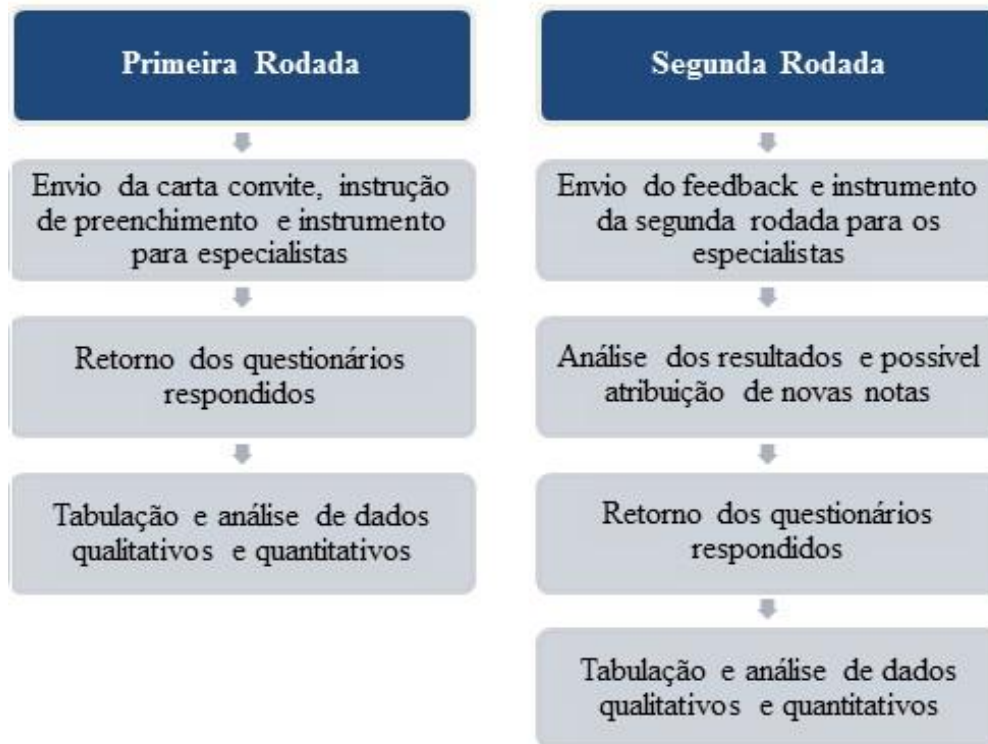 Primeira Rodada
Envio da carta convite, instrução
de preenchimento e instrumento
para especialistas
Retorno dos questionários
respondidos
Tabulação e análise de dados
qualitativos e quantitativos
Segunda Rodada
Envio do feedback e instrumento
da segunda rodada para os
especialistas
Análise dos resultados e possível
atribuição de novas notas
Retorno dos questionários
respondidos
Tabulação e análise de dados
qualitativos e quantitativos